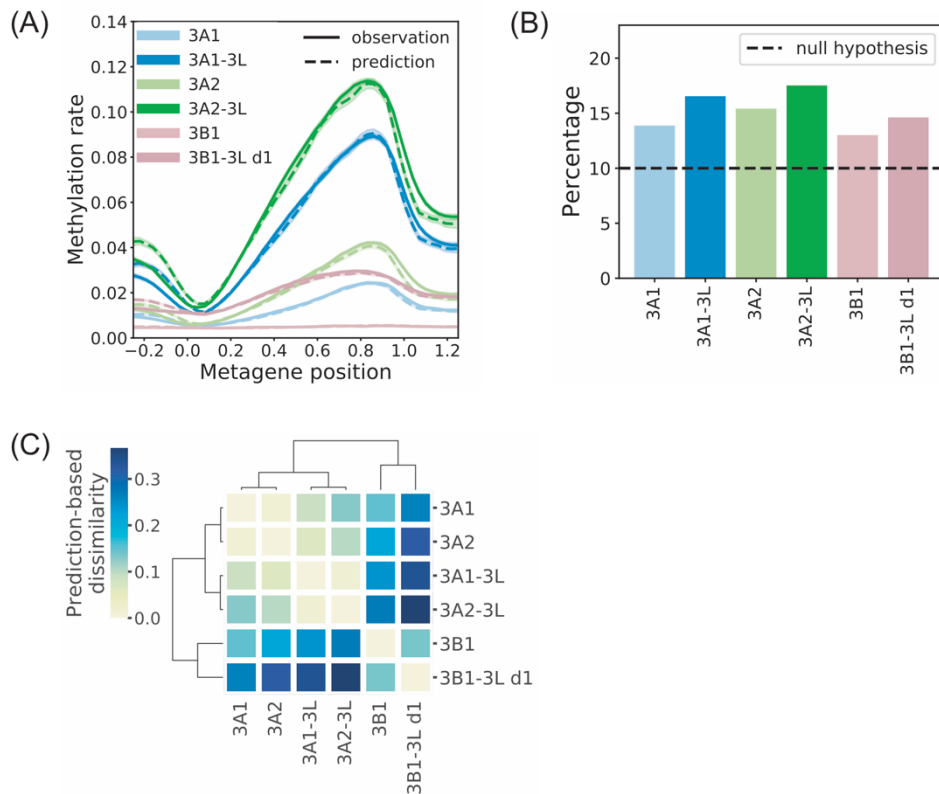 (A)
0.14
0.12
0.10
0.08
0.06
0.04
0.02
0.00
Methylation rate
3A1
3A1-3L
3A2
3A2-3L
3B1
3B1-3L d1
observation
prediction
−0.2 0.0 0.2 0.4 0.6 0.8 1.0 1.2
Metagene position
(B)
20
15
10
5
0
Percentage
null hypothesis
3A1
3A1-3L
3A2
3A2-3L
3B1
3B1-3L d1
(C)
Prediction-based
dissimilarity
0.3
0.2
0.1
0.0
3A1
3A2
3A1-3L
3A2-3L
3B1
3B1-3L d1
3A1
3A2
3A1-3L
3A2-3L
3B1
3B1-3L d1